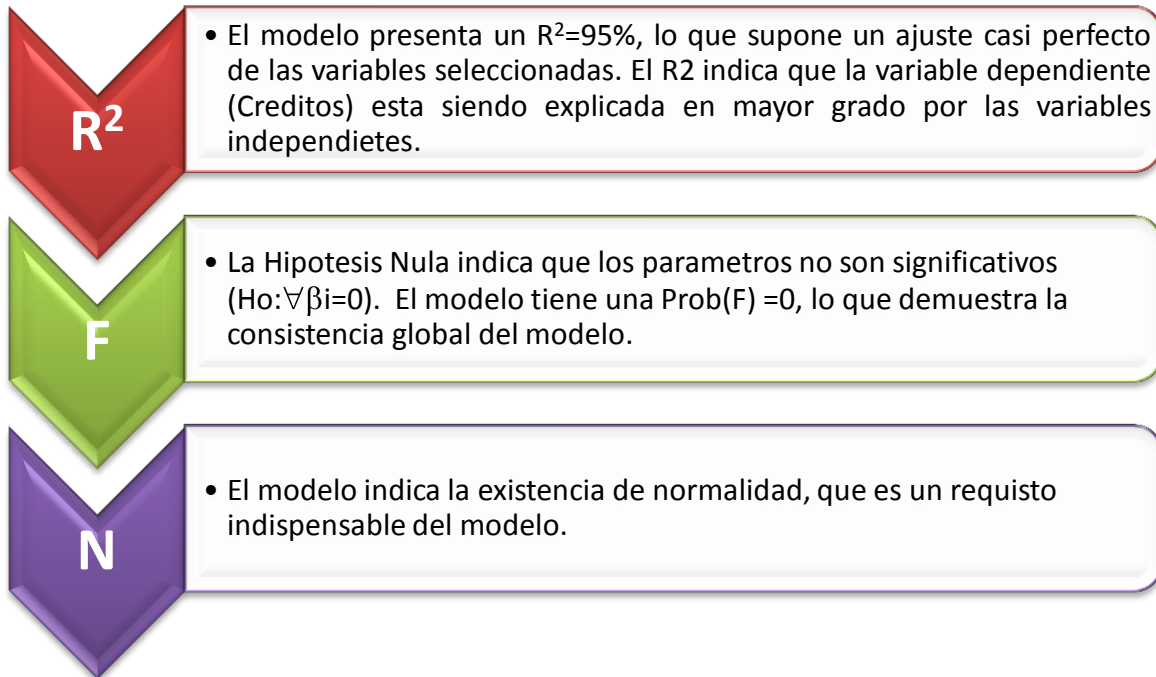 R²
• El modelo presenta un R²=95%, lo que supone un ajuste casi perfecto
de las variables seleccionadas. El R2 indica que la variable dependiente
(Creditos) esta siendo explicada en mayor grado por las variables
independietes.
F
• La Hipotesis Nula indica que los parametros no son significativos
(Ho:∀βi=0).  El modelo tiene una Prob(F) =0, lo que demuestra la
consistencia global del modelo.
N
• El modelo indica la existencia de normalidad, que es un requisto
indispensable del modelo.